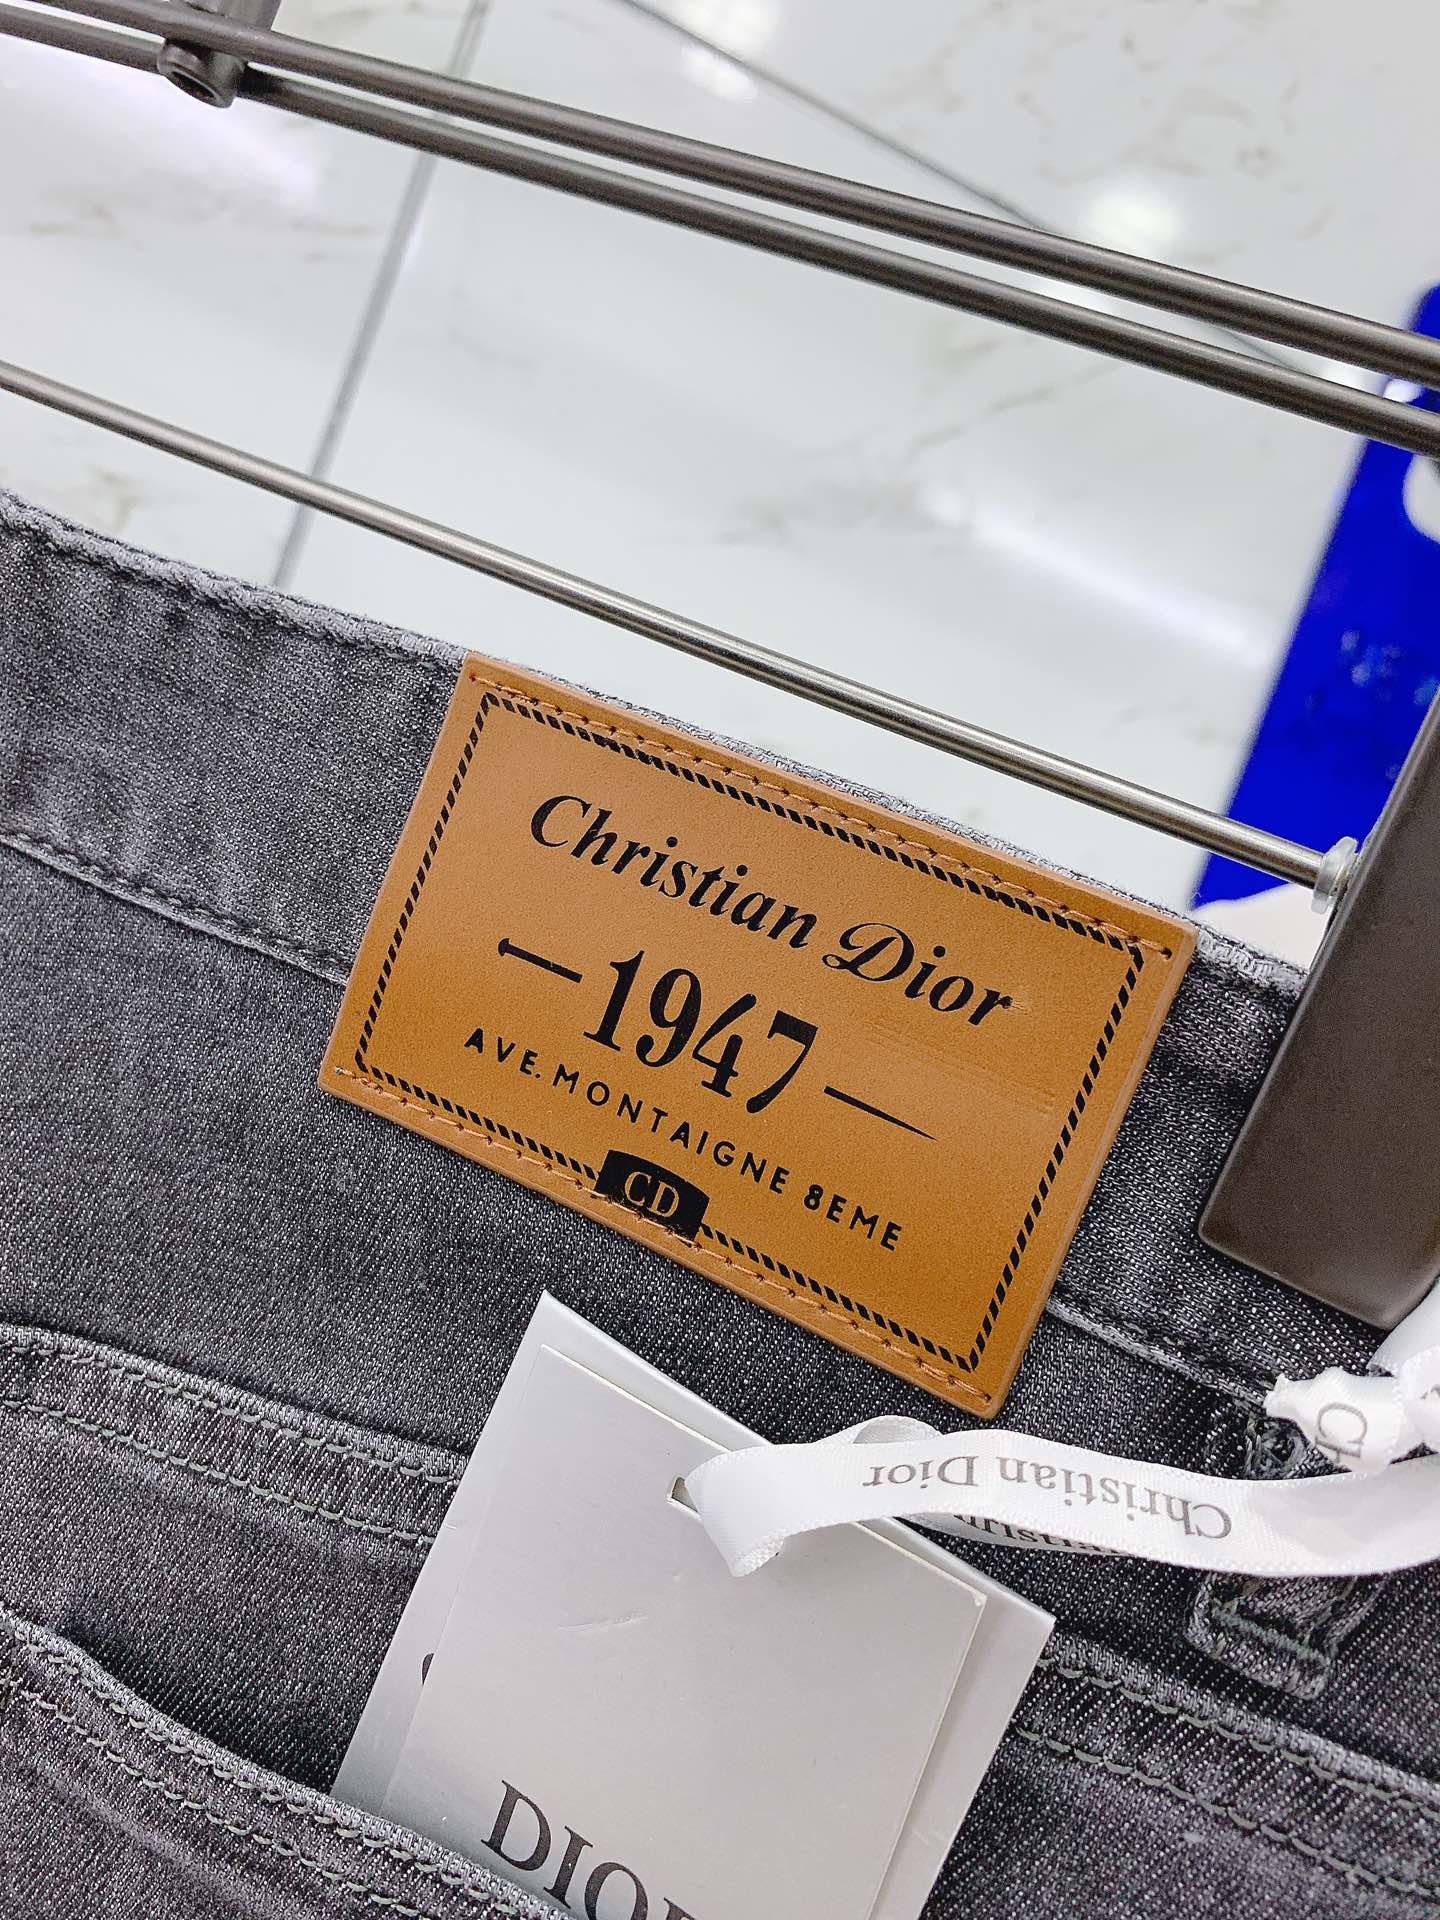 Christian Dior
1947
AVE. MONTAIGNE 8EME
CD
Christian Dior
DIOR